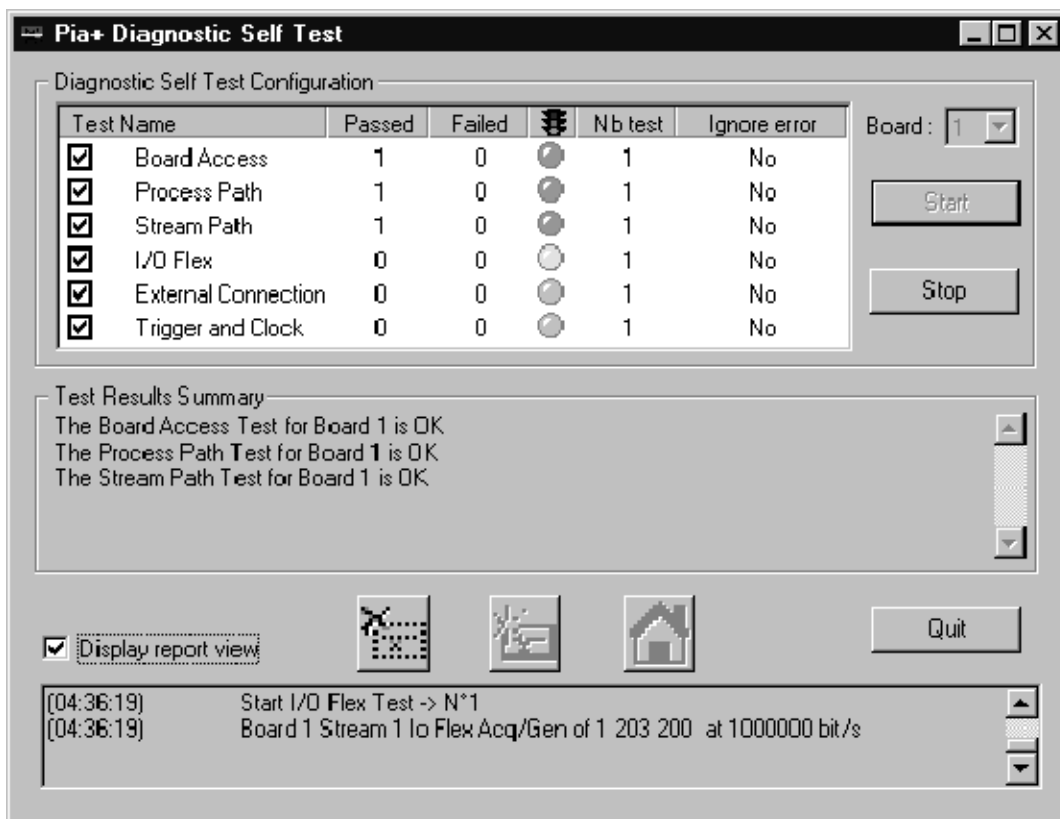 Pia+ Diagnostic Self Test
Diagnostic Self Test Configuration
Test Name Passed Failed Nb test Ignore error
Board Access 1 0 1 No
Process Path 1 0 1 No
Stream Path 1 0 1 No
I/O Flex 0 0 1 No
External Connection 0 0 1 No
Trigger and Clock 0 0 1 No
Board : 1
Start
Stop
Test Results Summary
The Board Access Test for Board 1 is OK
The Process Path Test for Board 1 is OK
The Stream Path Test for Board 1 is OK
Display report view
Quit
(04:36:19) Start I/O Flex Test -> N°1
(04:36:19) Board 1 Stream 1 Io Flex Acq/Gen of 1 203 200 at 1000000 bit/s